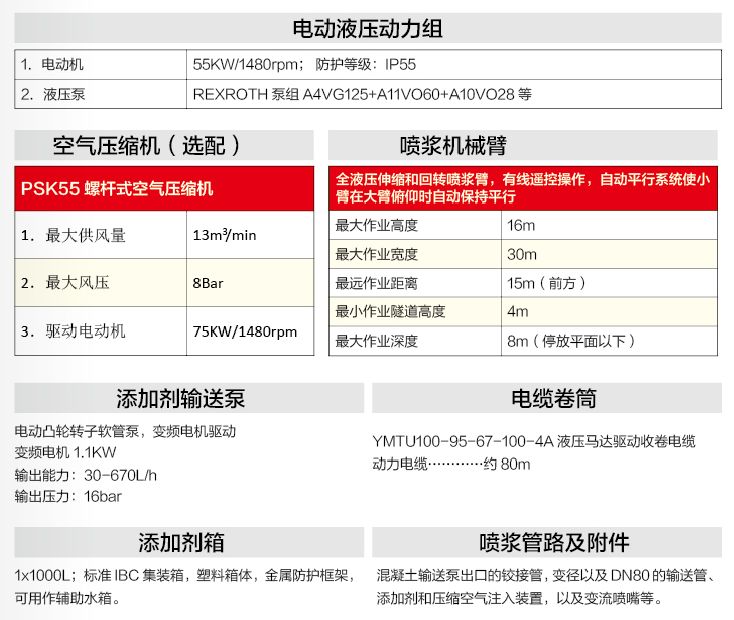 电动液压动力组
1. 电动机 55KW/1480rpm; 防护等级: IP55
2. 液压泵 REXROTH 泵组 A4VG125+A11VO60+A10VO28 等
空气压缩机（选配）
PSK55 螺杆式空气压缩机
1. 最大供风量 13m³/min
2. 最大风压 8Bar
3. 驱动电动机 75KW/1480rpm
喷浆机械臂
全液压伸缩和回转喷浆臂，有线遥控操作，自动平行系统使小
臂在大臂俯仰时自动保持平行
最大作业高度 16m
最大作业宽度 30m
最远作业距离 15m（前方）
最小作业隧道高度 4m
最大作业深度 8m（停放平面以下）
添加剂输送泵
电动凸轮转子软管泵，变频电机驱动
变频电机 1.1KW
输出能力: 30-670L/h
输出压力: 16bar
电缆卷筒
YMTU100-95-67-100-4A 液压马达驱动收卷电缆
动力电缆…………约 80m
添加剂箱
1x1000L; 标准 IBC 集装箱，塑料箱体，金属防护框架，
可用作辅助水箱。
喷浆管路及附件
混凝土输送泵出口的铰接管，变径以及 DN80 的输送管、
添加剂和压缩空气注入装置，以及变流喷嘴等。